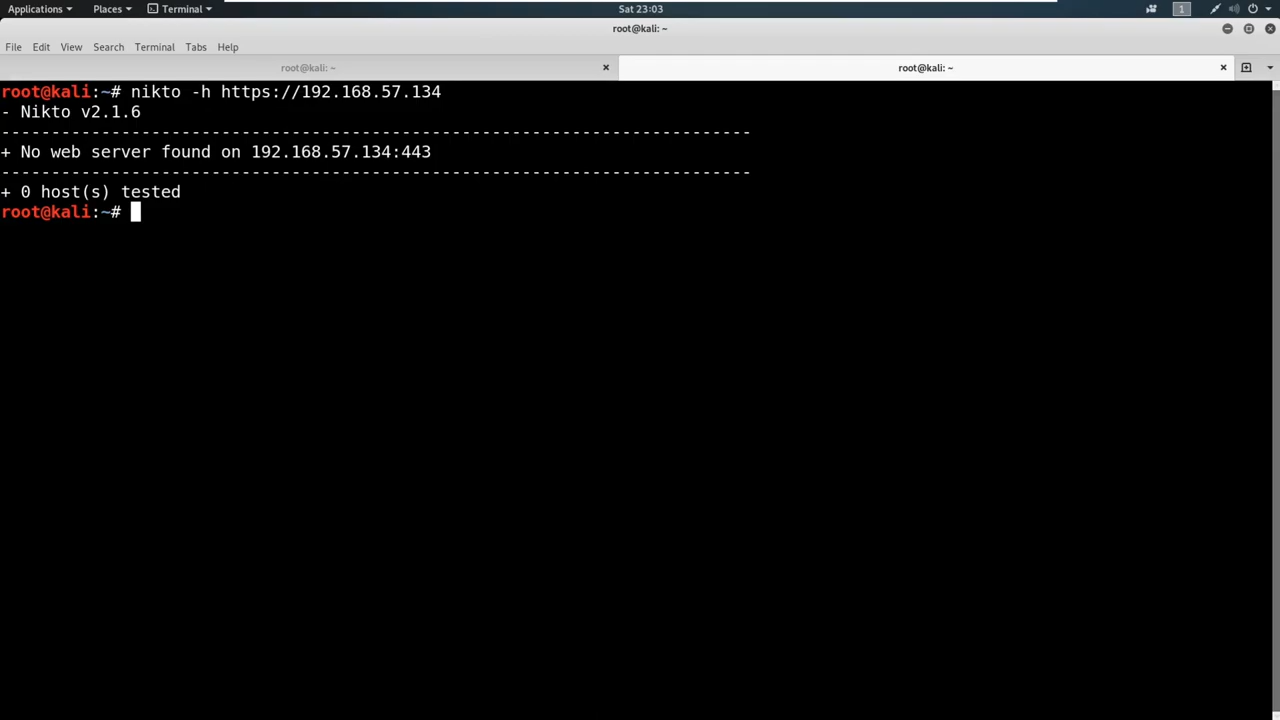 Applications Places Terminal Sat 23:03 1
root@kali: ~
File Edit View Search Terminal Tabs Help
root@kali: ~ root@kali: ~
root@kali:~# nikto -h https://192.168.57.134
- Nikto v2.1.6
---------------------------------------------------------------------------
+ No web server found on 192.168.57.134:443
---------------------------------------------------------------------------
+ 0 host(s) tested
root@kali:~#